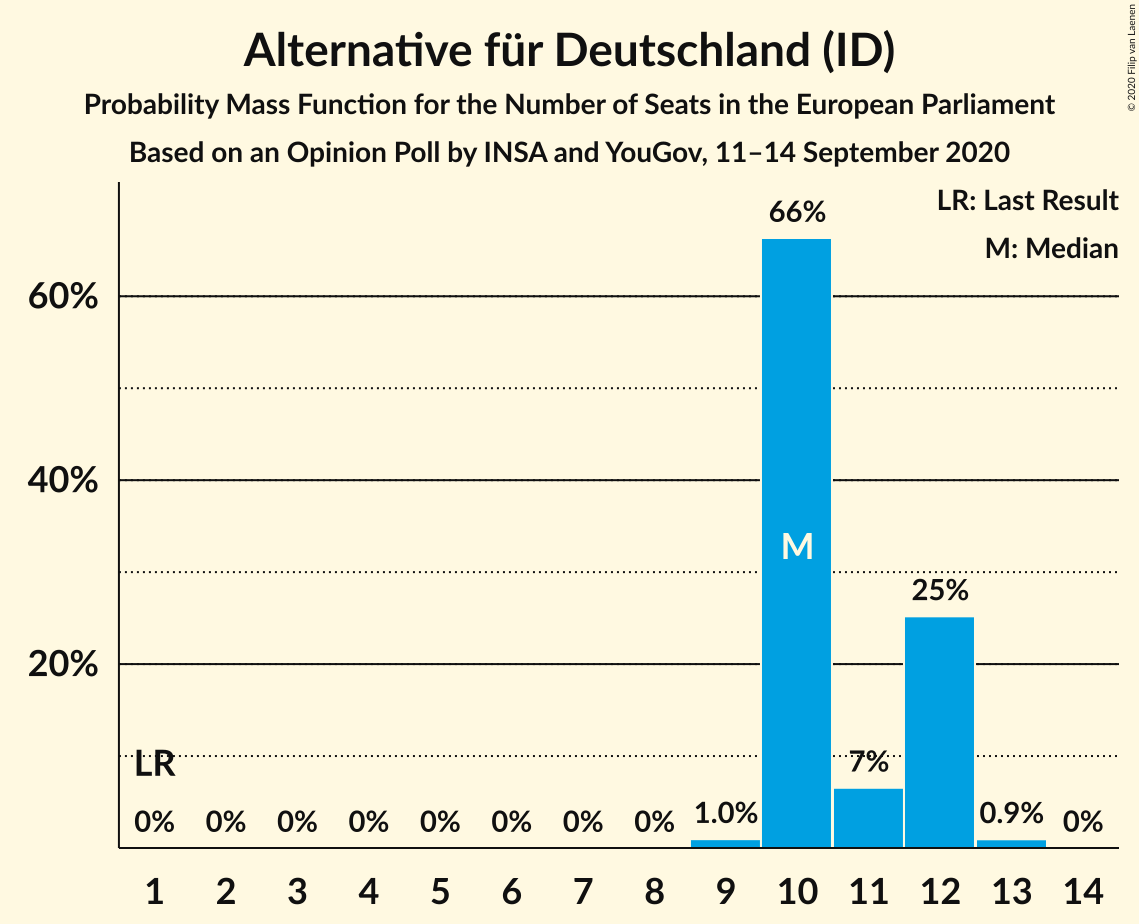 Alternative für Deutschland (ID)
Probability Mass Function for the Number of Seats in the European Parliament
Based on an Opinion Poll by INSA and YouGov, 11–14 September 2020
© 2020 Filip van Laenen
LR: Last Result
M: Median
66%
60%
40%
M
25%
20%
LR
7%
0% 0% 0% 0% 0% 0% 0% 0% 1.0% 0.9% 0%
1 2 3 4 5 6 7 8 9 10 11 12 13 14